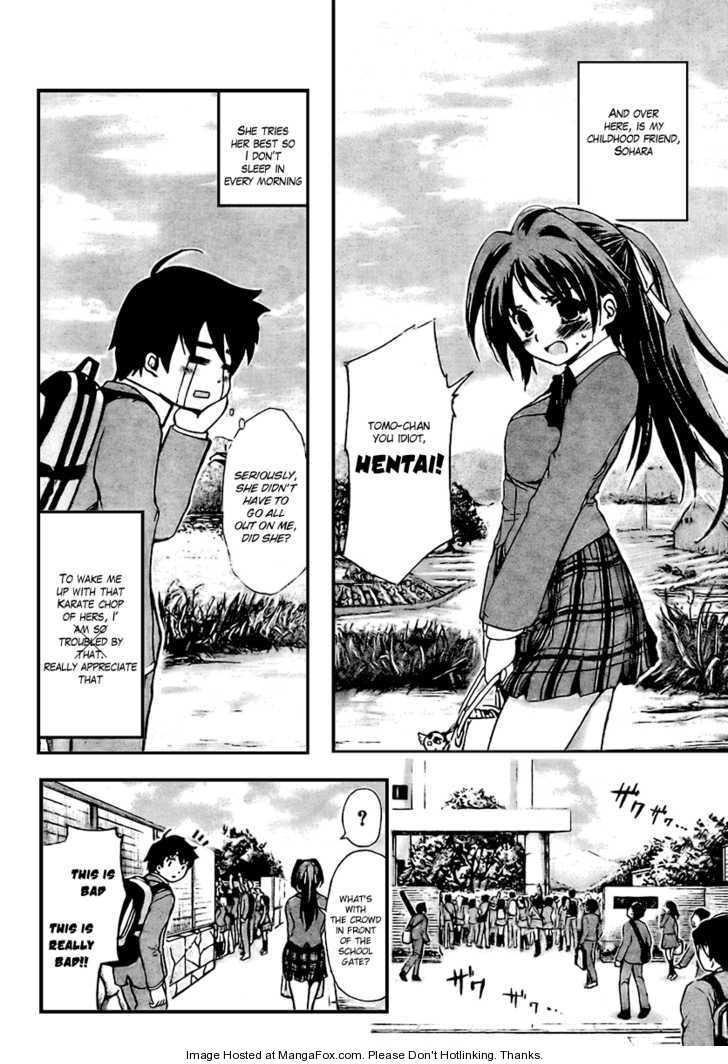 AND OVER
HERE, IS MY
CHILDHOOD FRIEND,
SOHARA
TOMO-CHAN
YOU IDIOT,
HENTAI!
SHE TRIES
HER BEST SO
I DON'T
SLEEP IN
EVERY MORNING
SERIOUSLY,
SHE DIDN'T
HAVE TO
GO ALL
OUT ON ME,
DID SHE?
TO WAKE ME
UP WITH THAT
KARATE CHOP
OF HERS, I'
AM SO
TROUBLED BY
THAT.
REALLY APPRECIATE
THAT
ザワ
ザワ
ザワ
ザワ
?
WHAT'S
WITH
THE CROWD
IN FRONT
OF THE
SCHOOL
GATE?
THIS IS
BAD
THIS IS
REALLY
BAD!!
Image Hosted at MangaFox.com. Please Don't Hotlinking. Thanks.